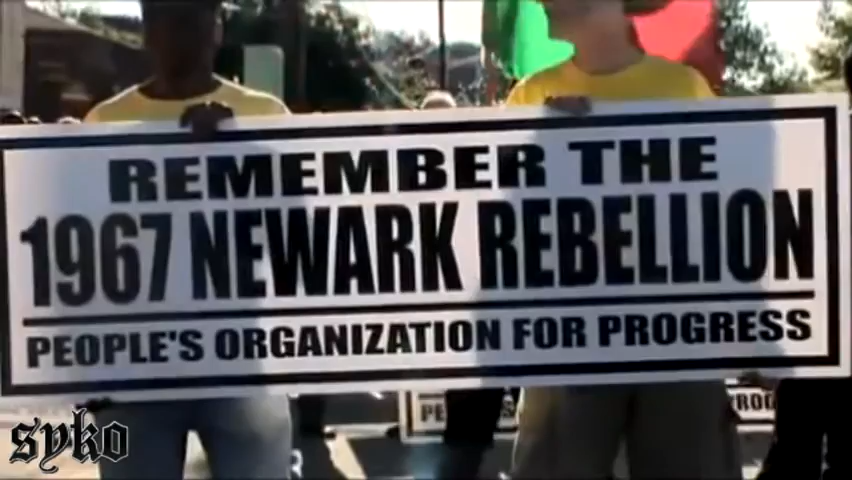 REMEMBER THE
1967 NEWARK REBELLION
PEOPLE'S ORGANIZATION FOR PROGRESS
syko